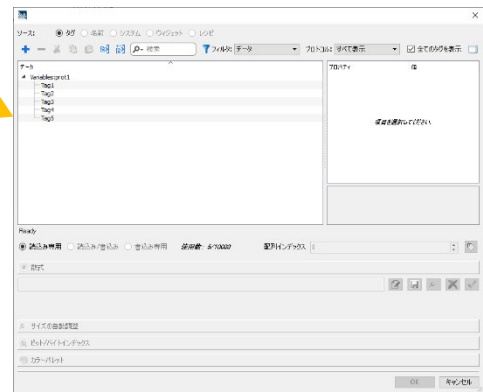 ソース: タグ 名前 システム ウィジェット レシピ
検索 フィルタ: データ プロトコル: すべて表示 全てのタグを表示
データ
Variables:prot1
Tag1
Tag2
Tag3
Tag4
Tag5
プロパティ 値
項目を選択してください
Ready
読込み専用 読込み/書込み 書込み専用 使用数: 5/10000 配列インデックス 0
サイズの自動調整
ビット/バイトインデックス
カラーパレット
OK キャンセル